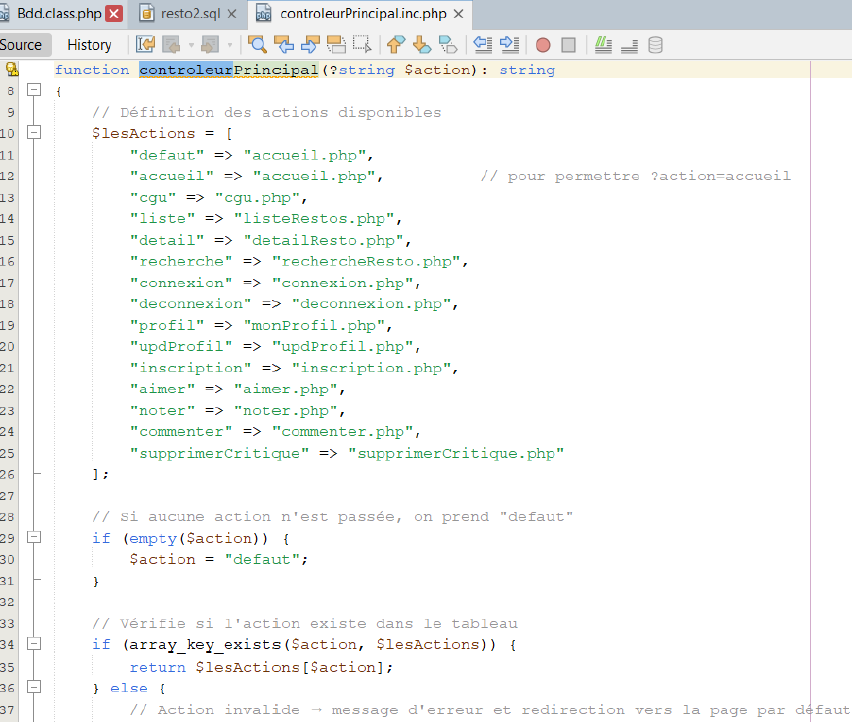 Bdd.class.php resto2.sql controleurPrincipal.inc.php
Source History
function controleurPrincipal(?string $action): string
8 {
9 // Définition des actions disponibles
10 $lesActions = [
11 "defaut" => "accueil.php",
12 "accueil" => "accueil.php", // pour permettre ?action=accueil
13 "cgu" => "cgu.php",
14 "liste" => "listeRestos.php",
15 "detail" => "detailResto.php",
16 "recherche" => "rechercheResto.php",
17 "connexion" => "connexion.php",
18 "deconnexion" => "deconnexion.php",
19 "profil" => "monProfil.php",
20 "updProfil" => "updProfil.php",
21 "inscription" => "inscription.php",
22 "aimer" => "aimer.php",
23 "noter" => "noter.php",
24 "commenter" => "commenter.php",
25 "supprimerCritique" => "supprimerCritique.php"
26 ];
27
28 // Si aucune action n'est passée, on prend "defaut"
29 if (empty($action)) {
30 $action = "defaut";
31 }
32
33 // Vérifie si l'action existe dans le tableau
34 if (array_key_exists($action, $lesActions)) {
35 return $lesActions[$action];
36 } else {
37 // Action invalide → message d'erreur et redirection vers la page par défaut